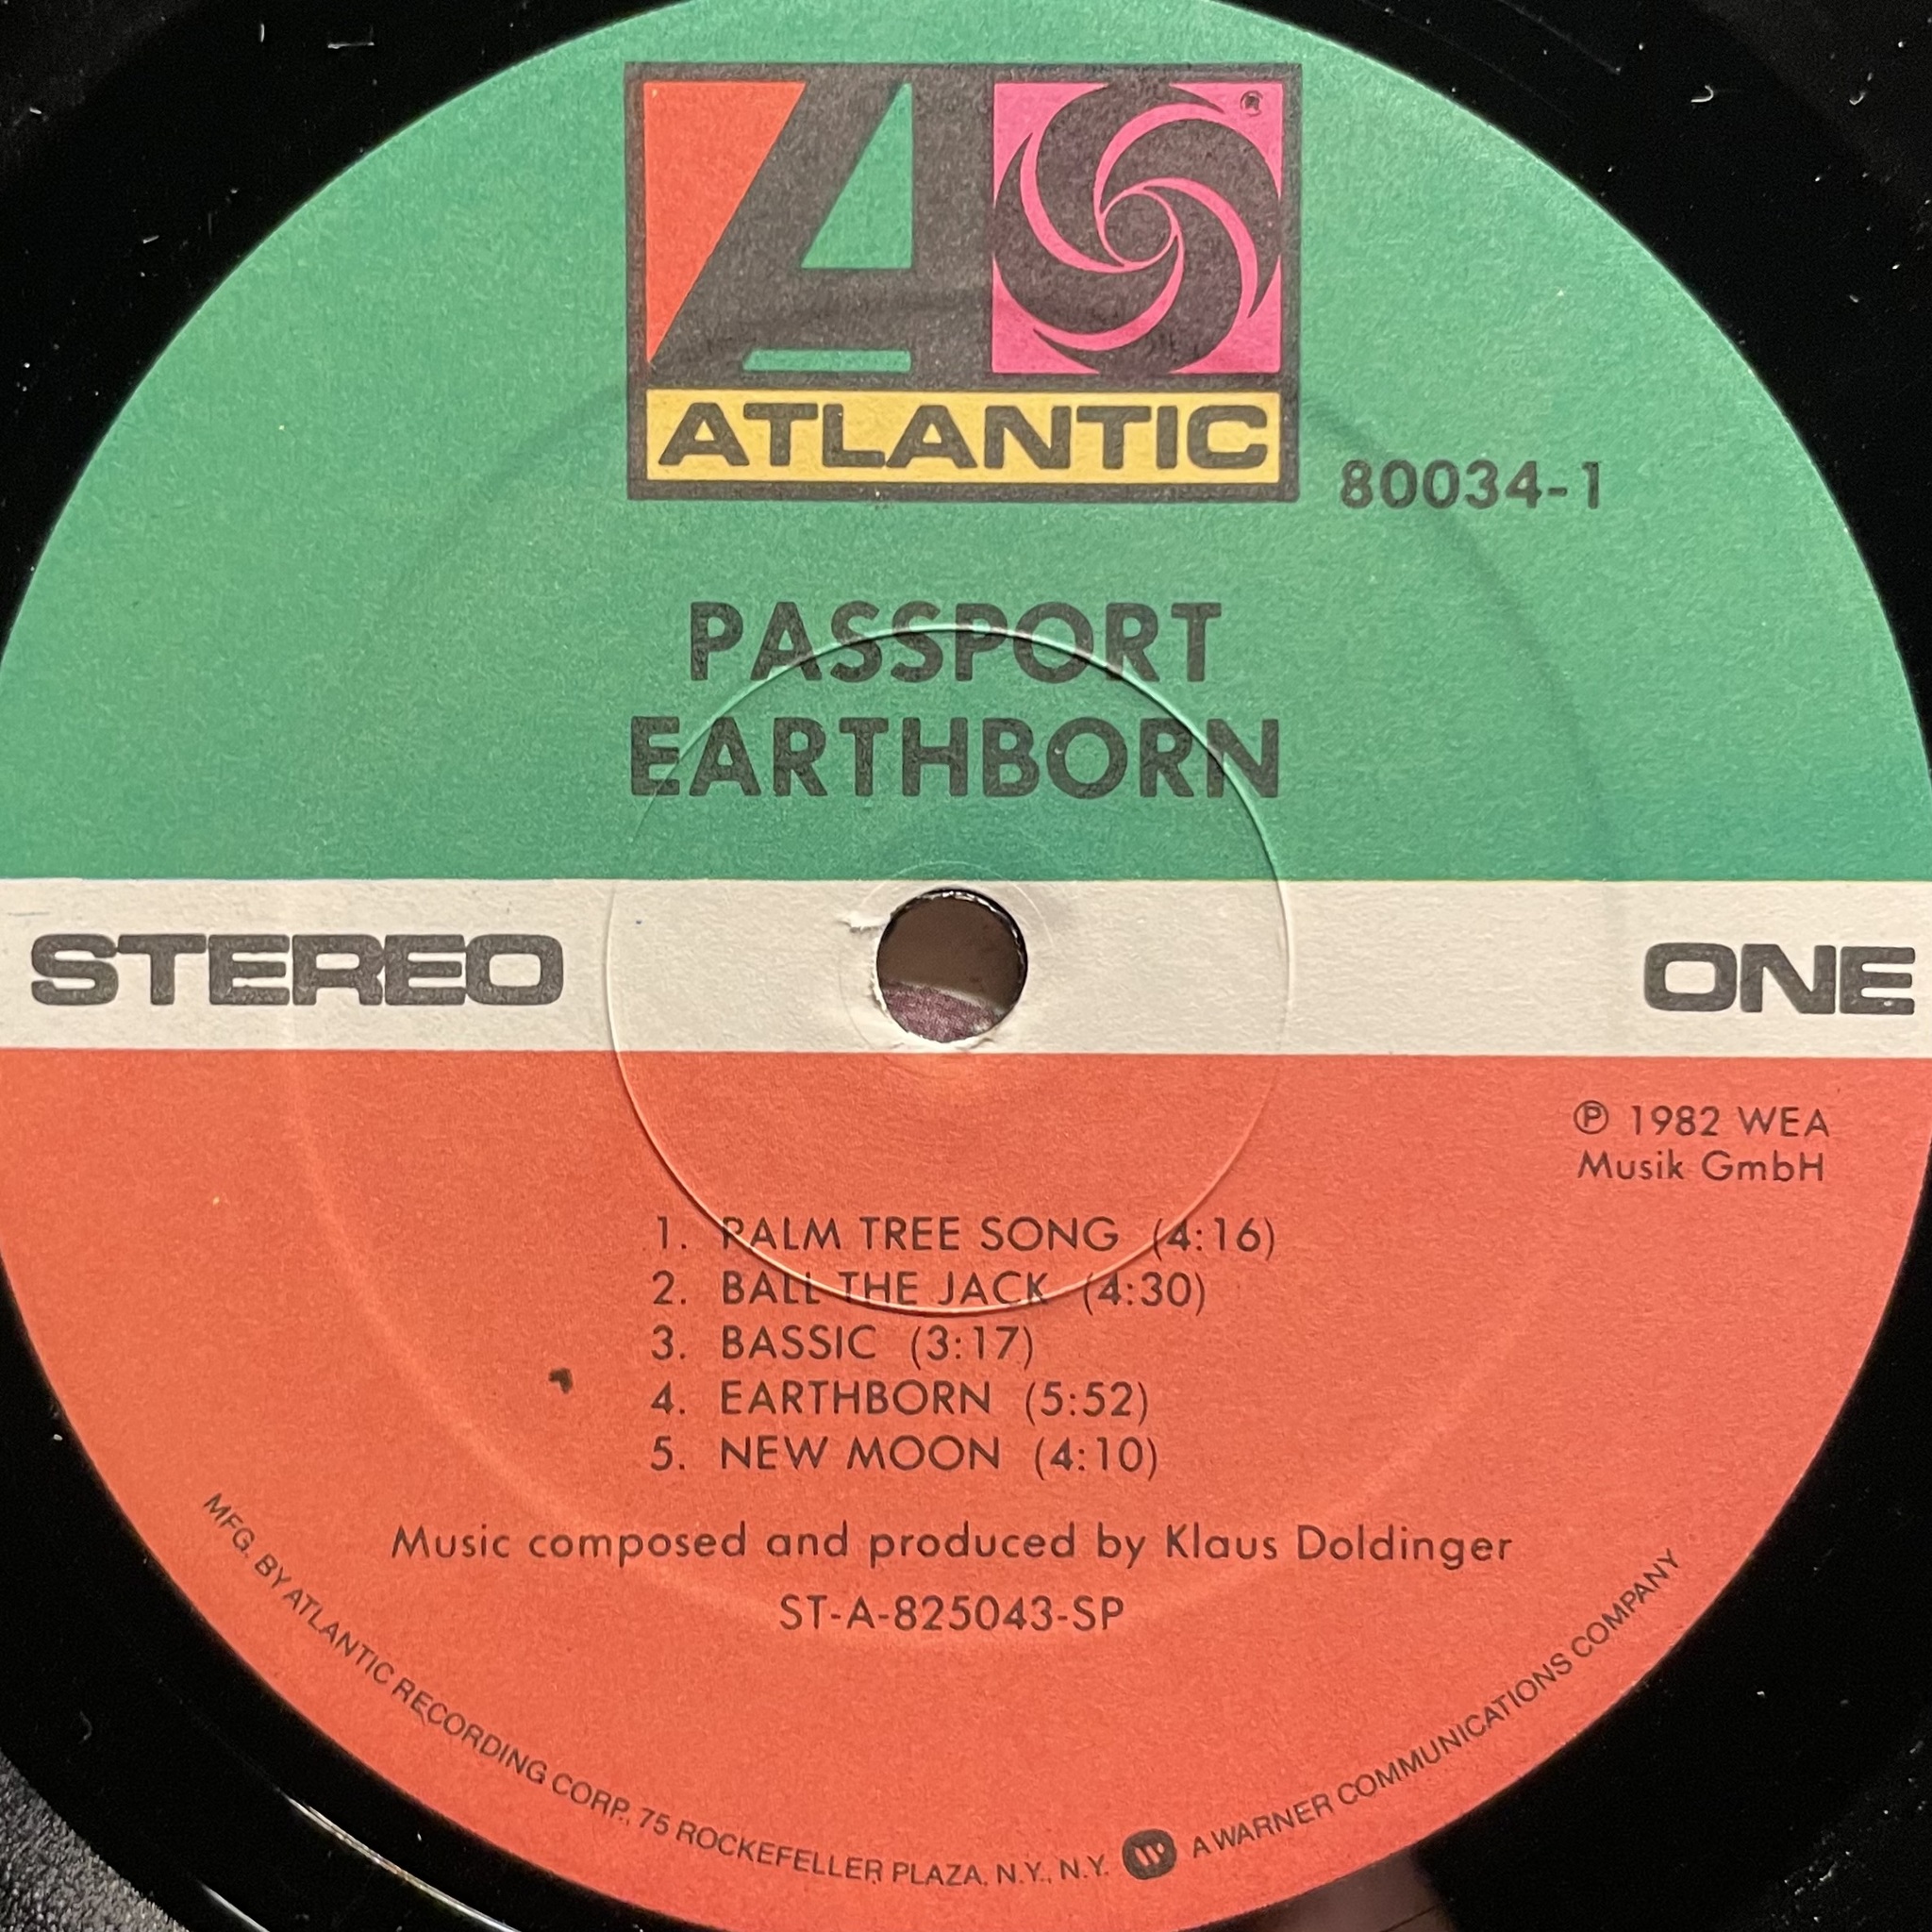 ATLANTIC
®
80034-1
PASSPORT
EARTHBORN
STEREO
ONE
℗ 1982 WEA
Musik GmbH
1. PALM TREE SONG (4:16)
2. BALL THE JACK (4:30)
3. BASSIC (3:17)
4. EARTHBORN (5:52)
5. NEW MOON (4:10)
Music composed and produced by Klaus Doldinger
ST-A-825043-SP
MFG. BY ATLANTIC RECORDING CORP., 75 ROCKEFELLER PLAZA, N.Y., N.Y. W A WARNER COMMUNICATIONS COMPANY